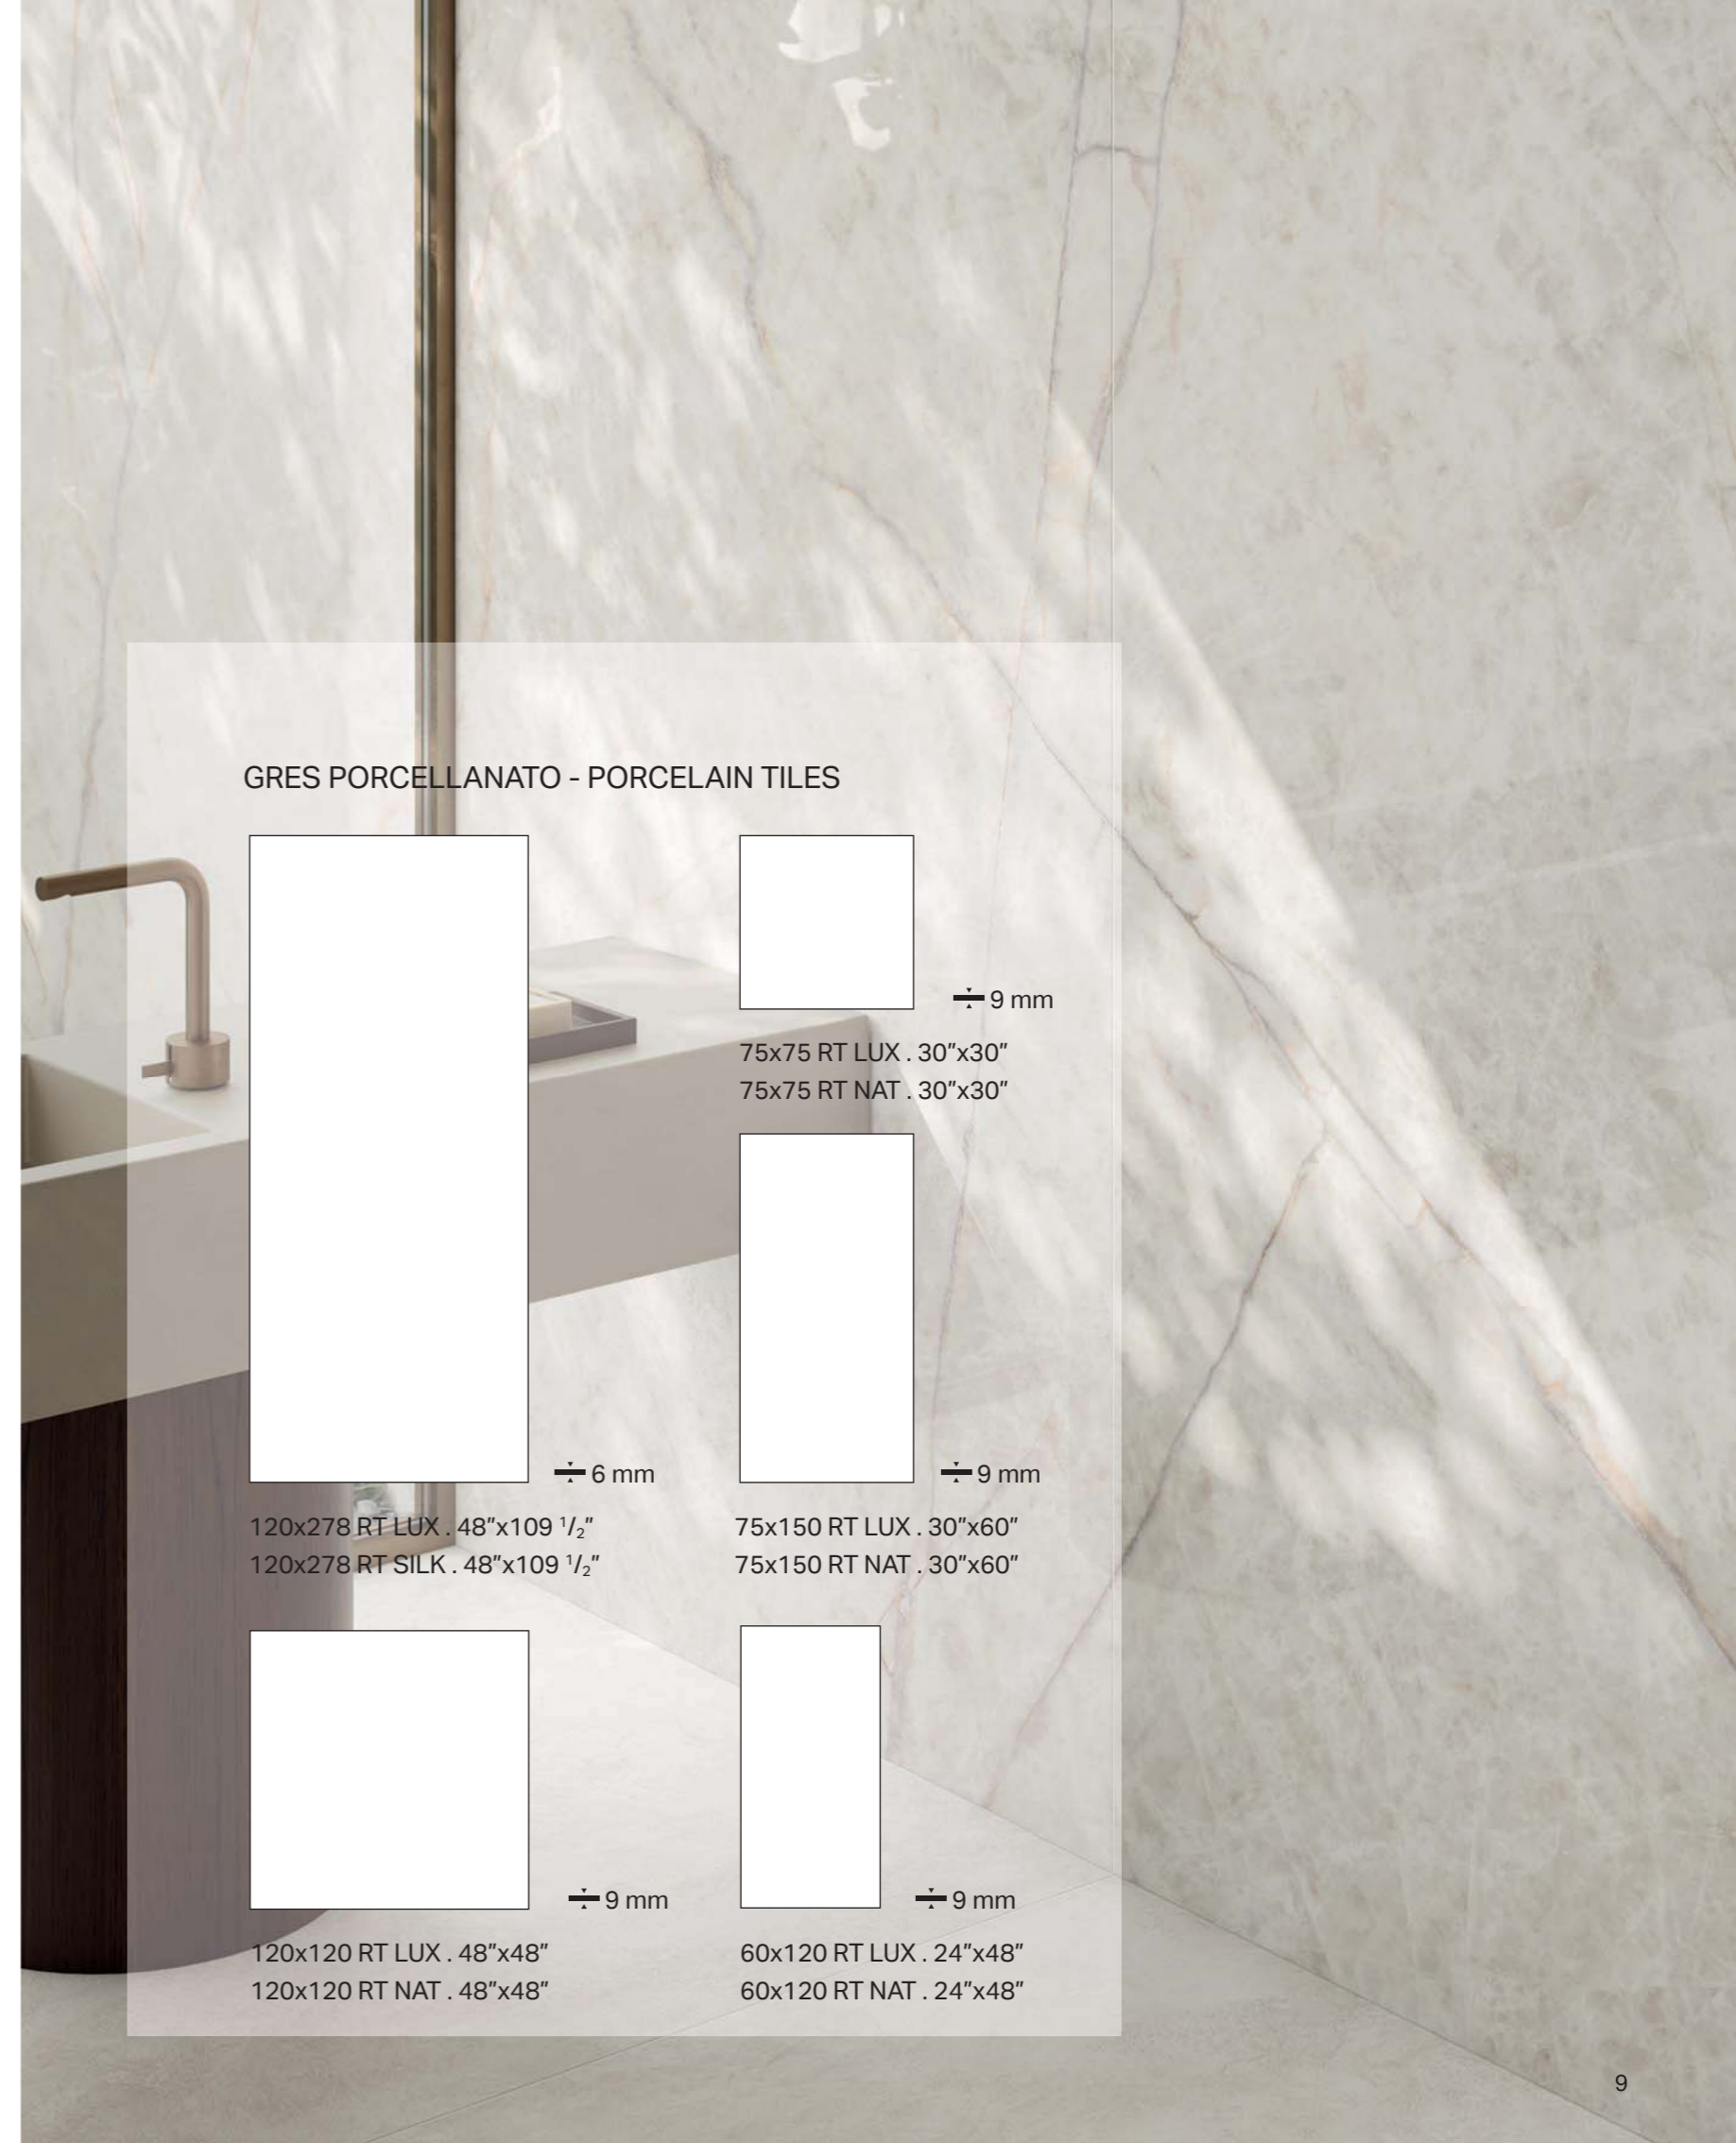 GRES PORCELLANATO - PORCELAIN TILES
6 mm
120x278 RT LUX . 48”x109 1/2”
120x278 RT SILK . 48”x109 1/2”
9 mm
120x120 RT LUX . 48”x48”
120x120 RT NAT . 48”x48”
9 mm
75x75 RT LUX . 30”x30”
75x75 RT NAT . 30”x30”
9 mm
75x150 RT LUX . 30”x60”
75x150 RT NAT . 30”x60”
9 mm
60x120 RT LUX . 24”x48”
60x120 RT NAT . 24”x48”
9